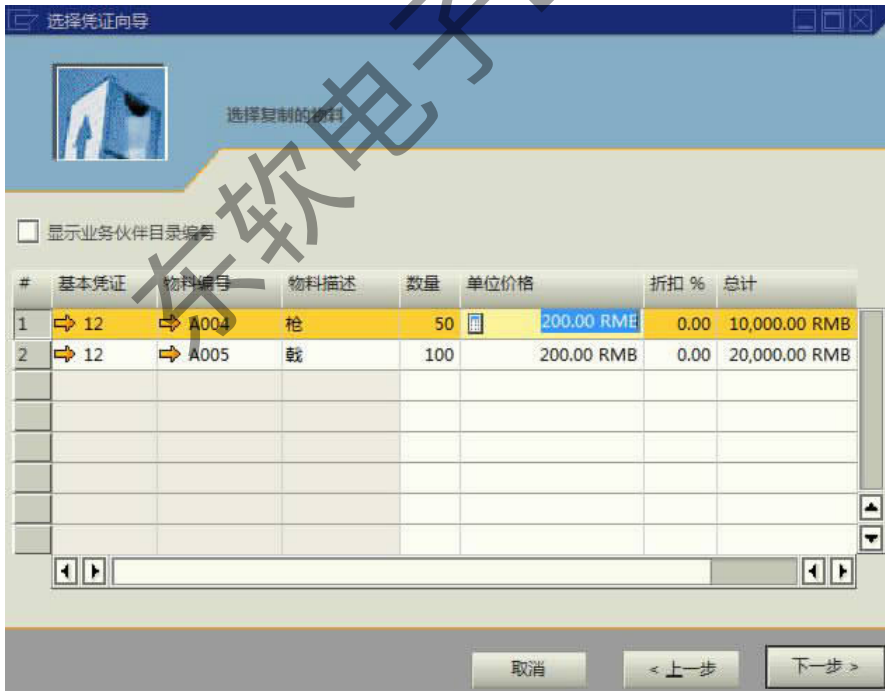 选择凭证向导
选择复制的物料
显示业务伙伴目录编号
# 基本凭证 物料编号 物料描述 数量 单位价格 折扣 % 总计
1 12 A004 枪 50 200.00 RMB 0.00 10,000.00 RMB
2 12 A005 戟 100 200.00 RMB 0.00 20,000.00 RMB
取消 < 上一步 下一步 >
东软电子